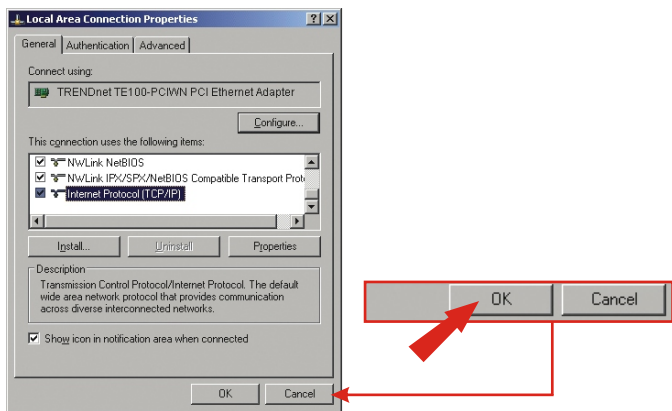 Local Area Connection Properties
General Authentication Advanced
Connect using:
TRENDnet TE100-PCIWN PCI Ethernet Adapter
Configure...
This connection uses the following items:
NWLink NetBIOS
NWLink IPX/SPX/NetBIOS Compatible Transport Prot
Internet Protocol (TCP/IP)
Install... Uninstall Properties
Description
Transmission Control Protocol/Internet Protocol. The default
wide area network protocol that provides communication
across diverse interconnected networks.
Show icon in notification area when connected
OK Cancel
OK Cancel